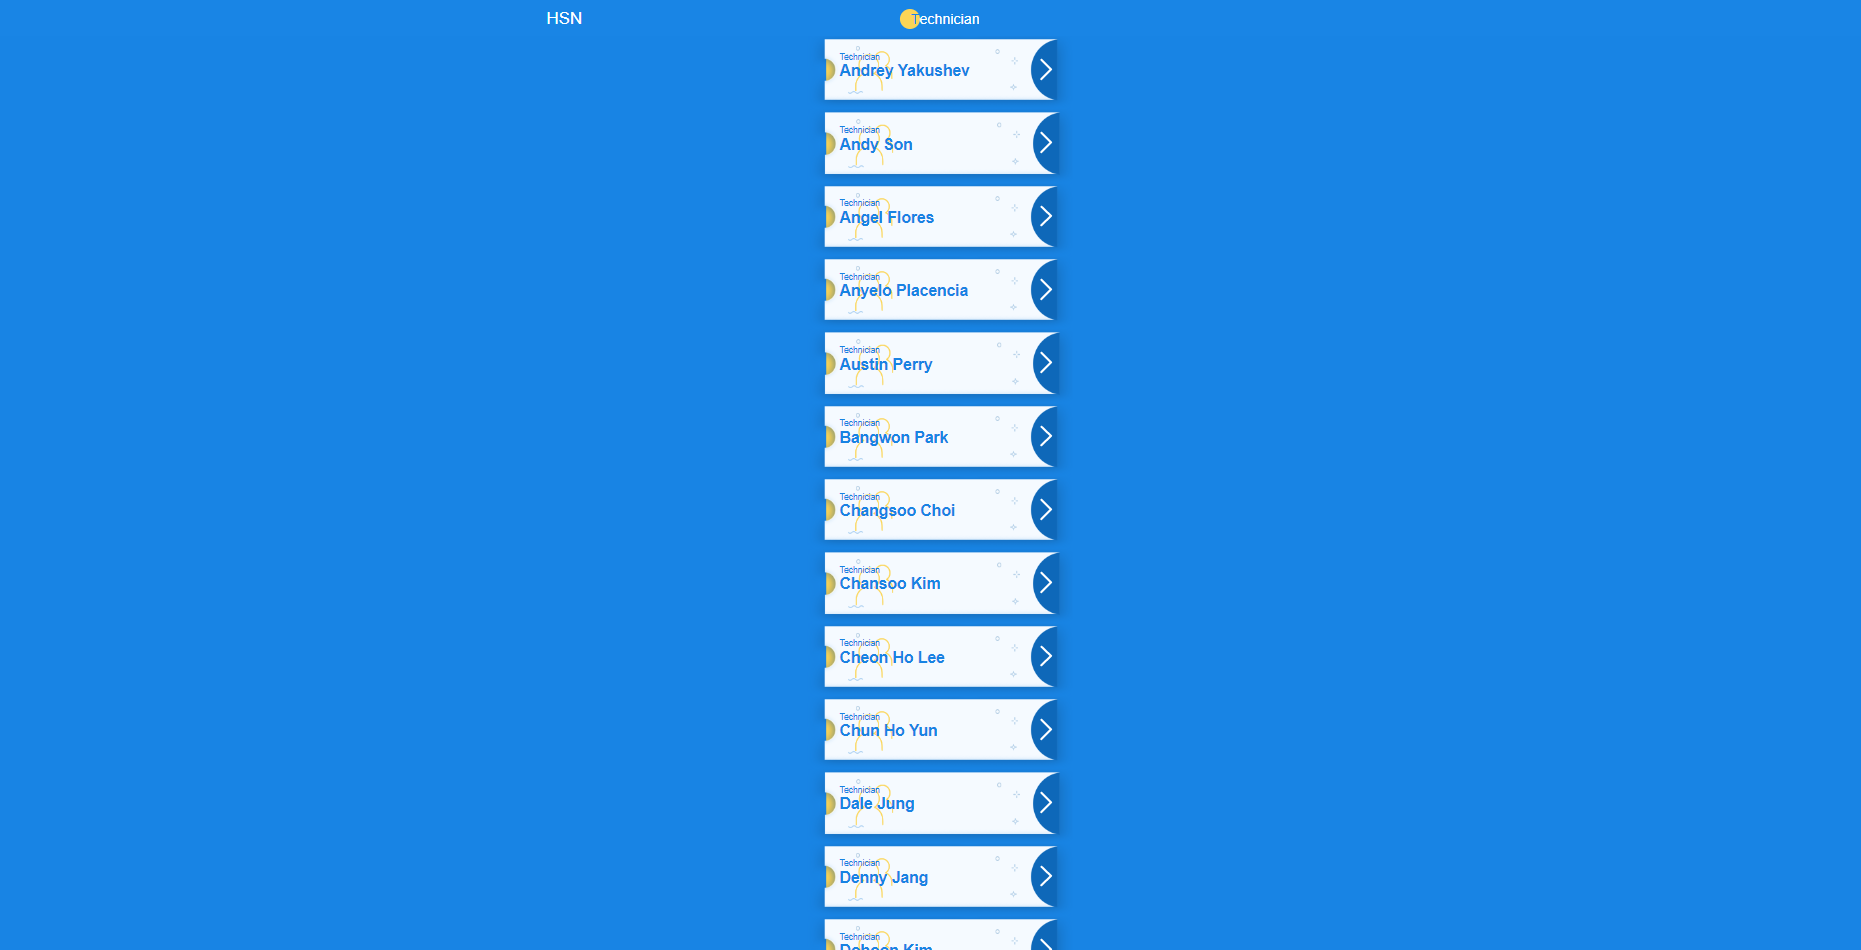 HSN
Technician
Technician
Andrey Yakushev
Technician
Andy Son
Technician
Angel Flores
Technician
Anyelo Placencia
Technician
Austin Perry
Technician
Bangwon Park
Technician
Changsoo Choi
Technician
Chansoo Kim
Technician
Cheon Ho Lee
Technician
Chun Ho Yun
Technician
Dale Jung
Technician
Denny Jang
Technician
Kim